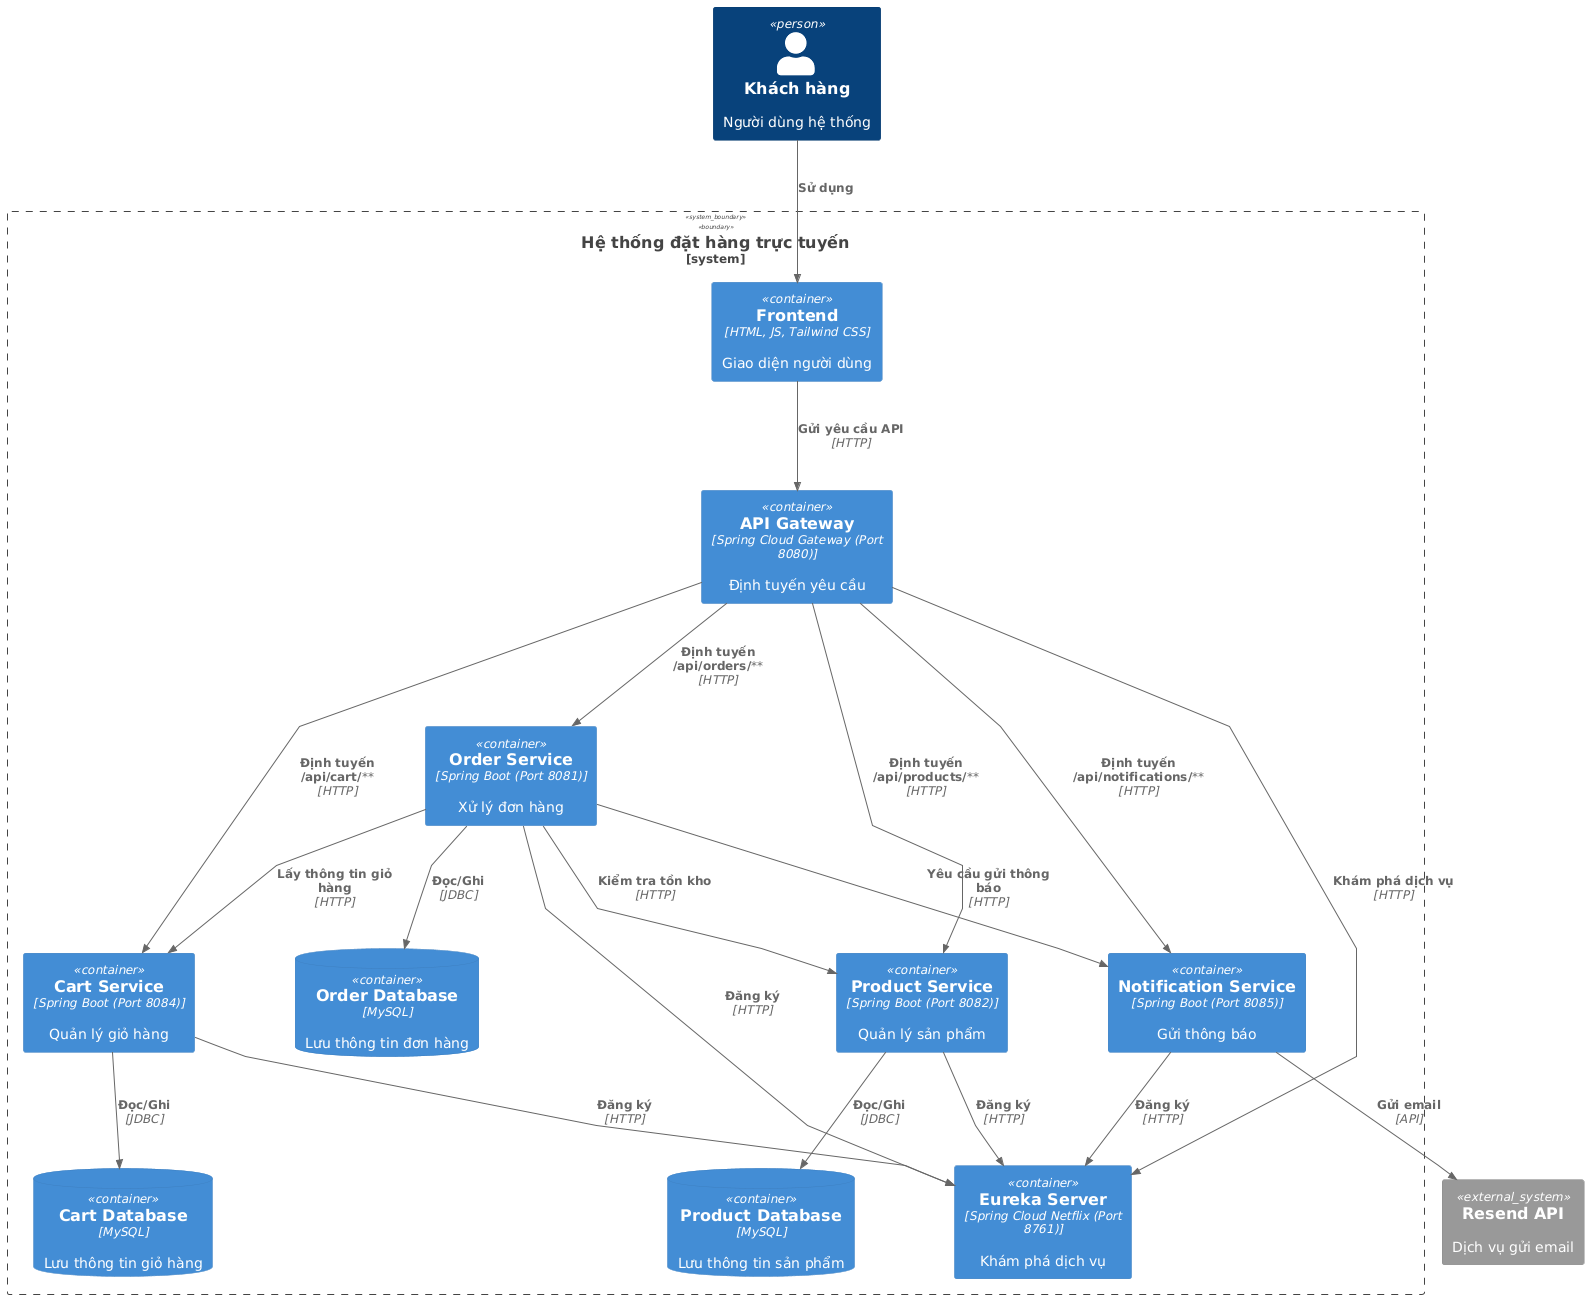 «person»
Khách hàng
Người dùng hệ thống
Sử dụng
«system_boundary»
«boundary»
Hệ thống đặt hàng trực tuyến
[system]
«container»
Frontend
[HTML, JS, Tailwind CSS]
Giao diện người dùng
Gửi yêu cầu API
[HTTP]
«container»
API Gateway
[Spring Cloud Gateway (Port
8080)]
Định tuyến yêu cầu
Định tuyến
/api/orders/**
[HTTP]
«container»
Order Service
[Spring Boot (Port 8081)]
Xử lý đơn hàng
Định tuyến
/api/cart/**
[HTTP]
Định tuyến
/api/products/**
[HTTP]
Định tuyến
/api/notifications/**
[HTTP]
Lấy thông tin giỏ
hàng
[HTTP]
Đọc/Ghi
[JDBC]
Kiểm tra tồn kho
[HTTP]
Yêu cầu gửi thông
báo
[HTTP]
Khám phá dịch vụ
[HTTP]
«container»
Cart Service
[Spring Boot (Port 8084)]
Quản lý giỏ hàng
«container»
Order Database
[MySQL]
Lưu thông tin đơn hàng
Đăng ký
[HTTP]
«container»
Product Service
[Spring Boot (Port 8082)]
Quản lý sản phẩm
«container»
Notification Service
[Spring Boot (Port 8085)]
Gửi thông báo
Đọc/Ghi
[JDBC]
Đăng ký
[HTTP]
Đọc/Ghi
[JDBC]
Đăng ký
[HTTP]
Đăng ký
[HTTP]
Gửi email
[API]
«container»
Cart Database
[MySQL]
Lưu thông tin giỏ hàng
«container»
Product Database
[MySQL]
Lưu thông tin sản phẩm
«container»
Eureka Server
[Spring Cloud Netflix (Port
8761)]
Khám phá dịch vụ
«external_system»
Resend API
Dịch vụ gửi email